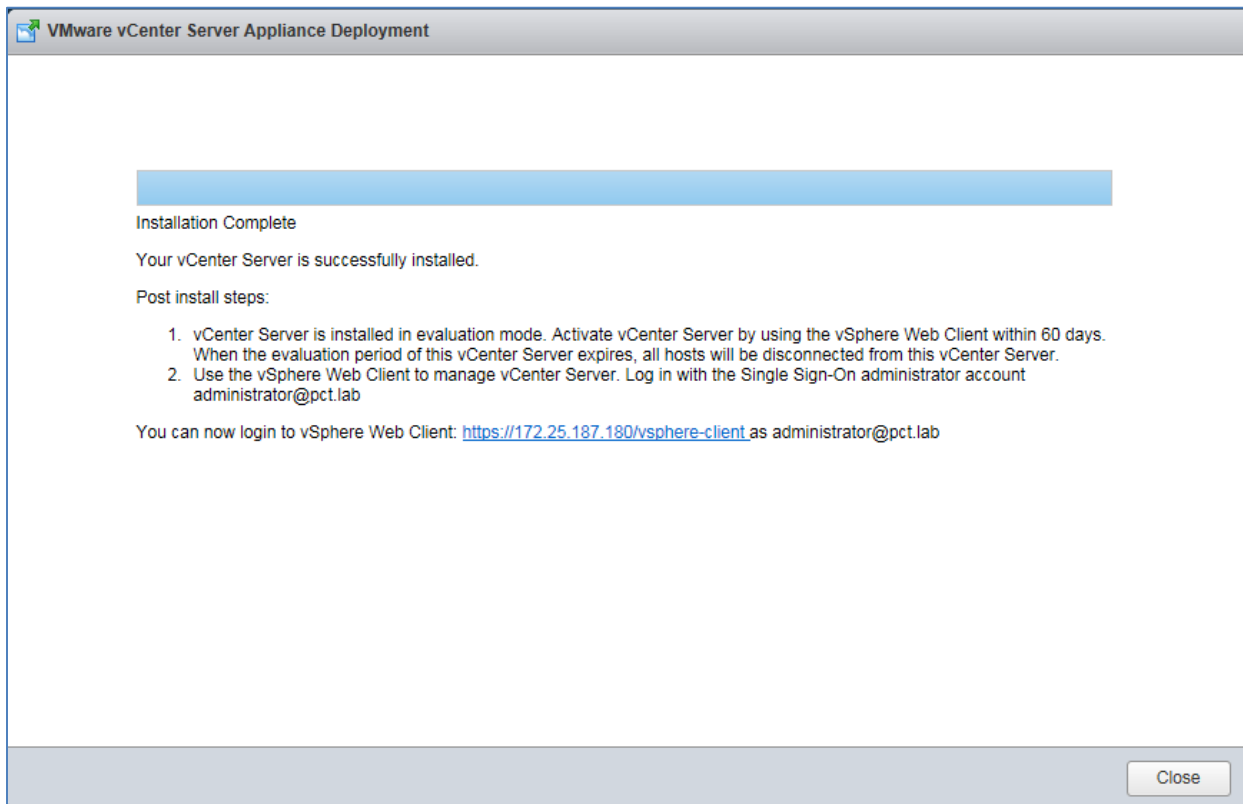 VMware vCenter Server Appliance Deployment
Installation Complete
Your vCenter Server is successfully installed.
Post install steps:
1. vCenter Server is installed in evaluation mode. Activate vCenter Server by using the vSphere Web Client within 60 days.
When the evaluation period of this vCenter Server expires, all hosts will be disconnected from this vCenter Server.
2. Use the vSphere Web Client to manage vCenter Server. Log in with the Single Sign-On administrator account
administrator@pct.lab
You can now login to vSphere Web Client: https://172.25.187.180/vsphere-client as administrator@pct.lab
Close